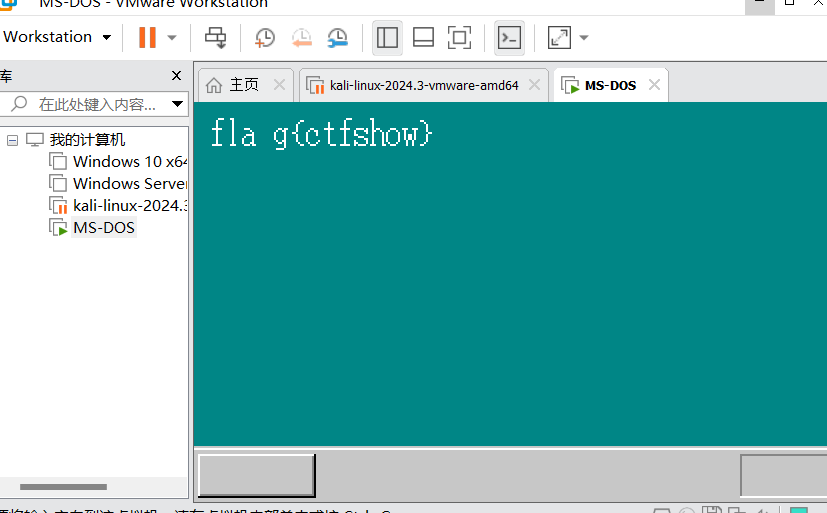 MS-DOS - VMware Workstation
Workstation
库
主页
kali-linux-2024.3-vmware-amd64
MS-DOS
在此处键入内容...
我的计算机
Windows 10 x64
Windows Server
kali-linux-2024.3
MS-DOS
fla g{ctfshow}